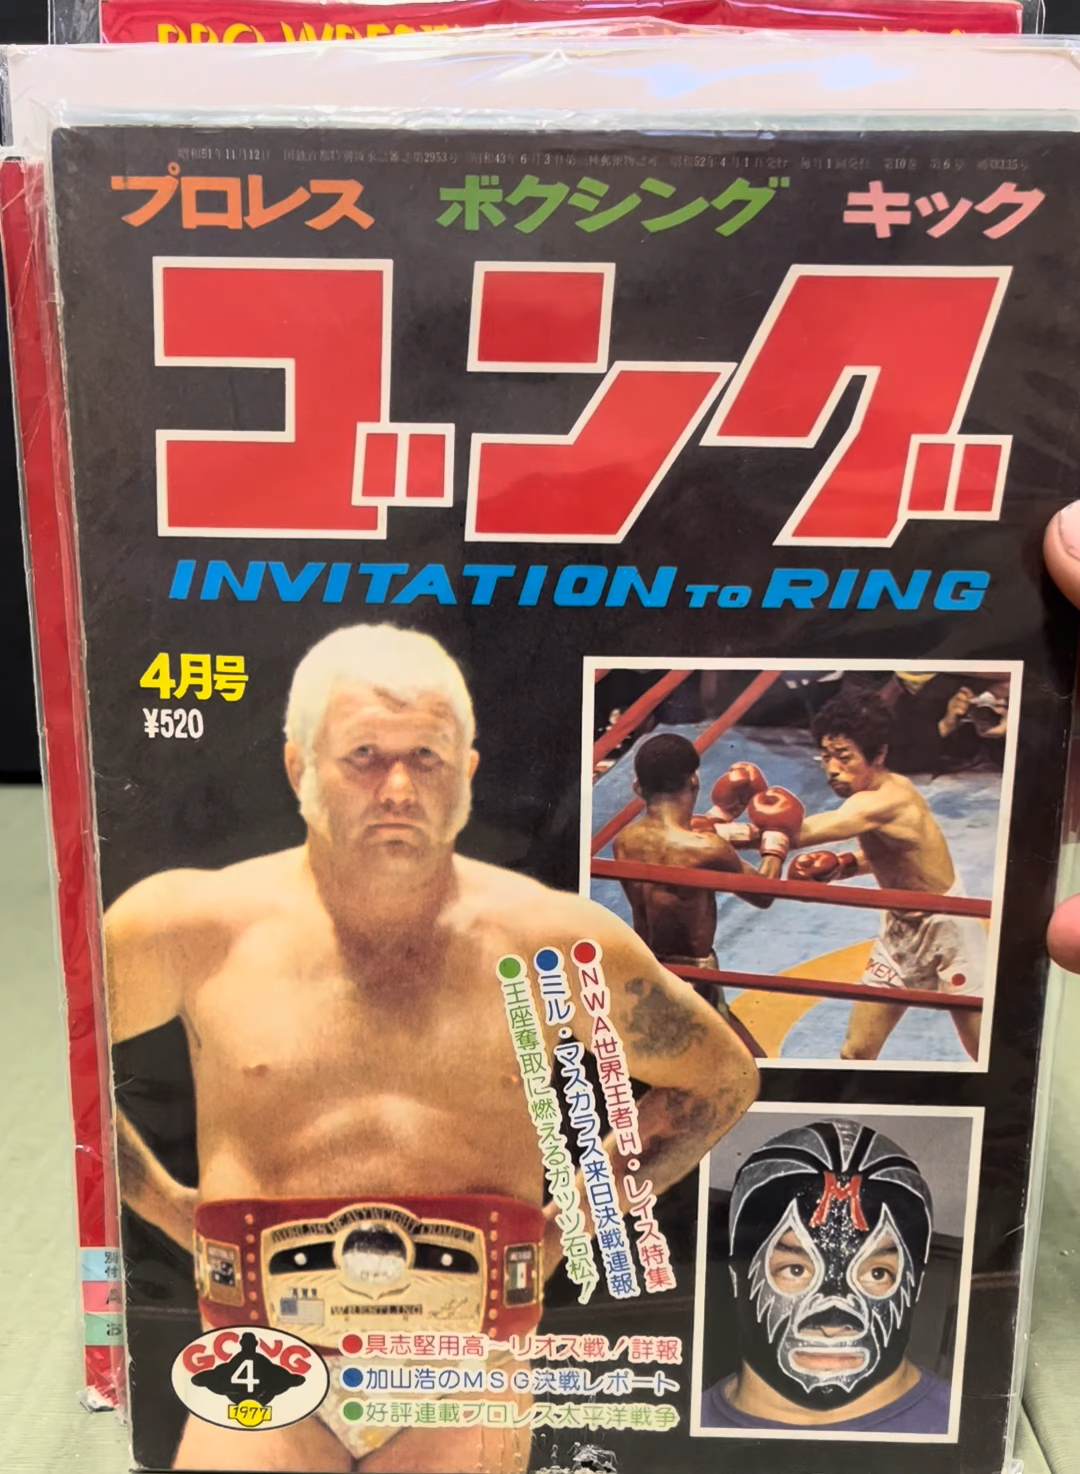 プロレス ボクシング キック
ゴング
INVITATION TO RING
4月号
¥520
●NWA世界王者H・レイス特集
●ミル・マスカラス来日決戦速報
●王座奪取に燃えるガッツ石松!
M
KEN
WRESTLING
●具志堅用高～リオス戦!詳報
●加山浩のMSG決戦レポート
●好評連載プロレス太平洋戦争
GONG
4
1977